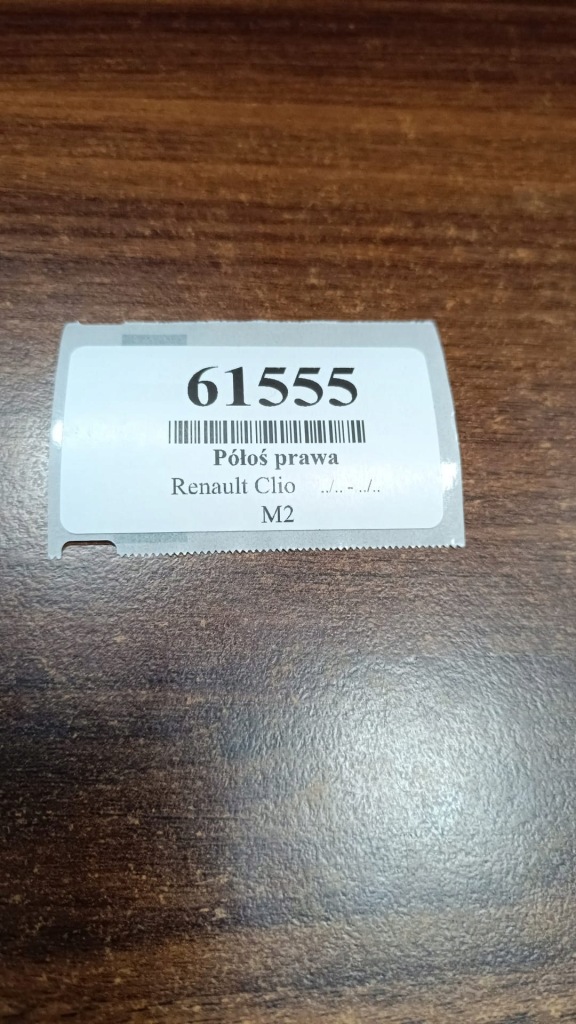 61555
Półoś prawa
Renault Clio ../.. - ../..
M2